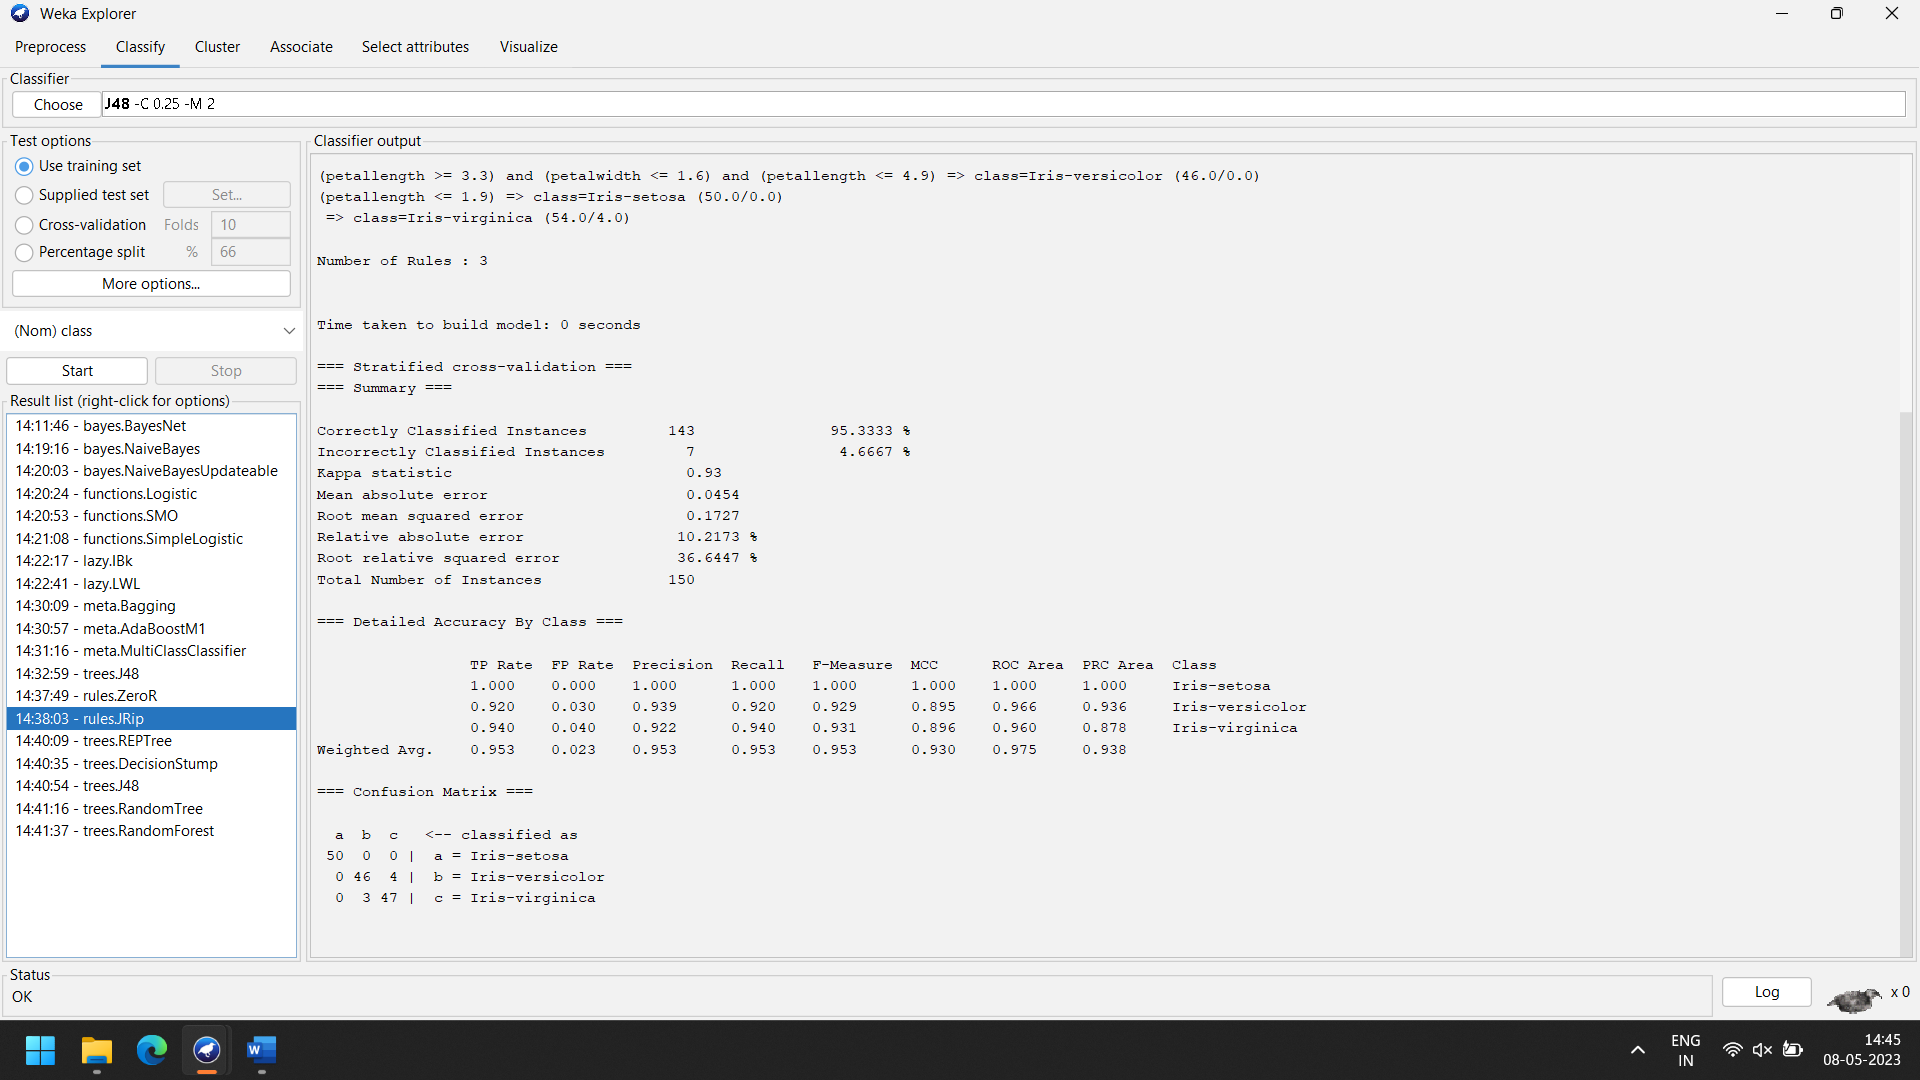 Weka Explorer
Preprocess Classify Cluster Associate Select attributes Visualize
Classifier
Choose J48 -C 0.25 -M 2
Test options
Use training set
Supplied test set Set...
Cross-validation Folds 10
Percentage split % 66
More options...
(Nom) class
Start Stop
Result list (right-click for options)
14:11:46 - bayes.BayesNet
14:19:16 - bayes.NaiveBayes
14:20:03 - bayes.NaiveBayesUpdateable
14:20:24 - functions.Logistic
14:20:53 - functions.SMO
14:21:08 - functions.SimpleLogistic
14:22:17 - lazy.IBk
14:22:41 - lazy.LWL
14:30:09 - meta.Bagging
14:30:57 - meta.AdaBoostM1
14:31:16 - meta.MultiClassClassifier
14:32:59 - trees.J48
14:37:49 - rules.ZeroR
14:38:03 - rules.JRip
14:40:09 - trees.REPTree
14:40:35 - trees.DecisionStump
14:40:54 - trees.J48
14:41:16 - trees.RandomTree
14:41:37 - trees.RandomForest
Classifier output
(petallength >= 3.3) and (petalwidth <= 1.6) and (petallength <= 4.9) => class=Iris-versicolor (46.0/0.0)
(petallength <= 1.9) => class=Iris-setosa (50.0/0.0)
=> class=Iris-virginica (54.0/4.0)
Number of Rules : 3
Time taken to build model: 0 seconds
=== Stratified cross-validation ===
=== Summary ===
Correctly Classified Instances 143 95.3333 %
Incorrectly Classified Instances 7 4.6667 %
Kappa statistic 0.93
Mean absolute error 0.0454
Root mean squared error 0.1727
Relative absolute error 10.2173 %
Root relative squared error 36.6447 %
Total Number of Instances 150
=== Detailed Accuracy By Class ===
TP Rate FP Rate Precision Recall F-Measure MCC ROC Area PRC Area Class
1.000 0.000 1.000 1.000 1.000 1.000 1.000 1.000 Iris-setosa
0.920 0.030 0.939 0.920 0.929 0.895 0.966 0.936 Iris-versicolor
0.940 0.040 0.922 0.940 0.931 0.896 0.960 0.878 Iris-virginica
Weighted Avg. 0.953 0.023 0.953 0.953 0.953 0.930 0.975 0.938
=== Confusion Matrix ===
a b c <-- classified as
50 0 0 | a = Iris-setosa
0 46 4 | b = Iris-versicolor
0 3 47 | c = Iris-virginica
Status
OK
Log x 0
W
ENG
IN
14:45
08-05-2023